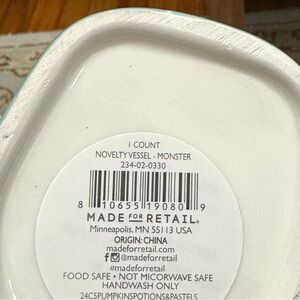 1 COUNT
NOVELTY VESSEL - MONSTER
234-02-0330
8 10655 19080 9
MADE FOR RETAIL®
Minneapolis, MN 55113 USA
ORIGIN: CHINA
madeforretail.com
@madeforretail
#madeforretail
FOOD SAFE • NOT MICORWAVE SAFE
HANDWASH ONLY
24CSPUMPKINSPOTIONS&PASTELS